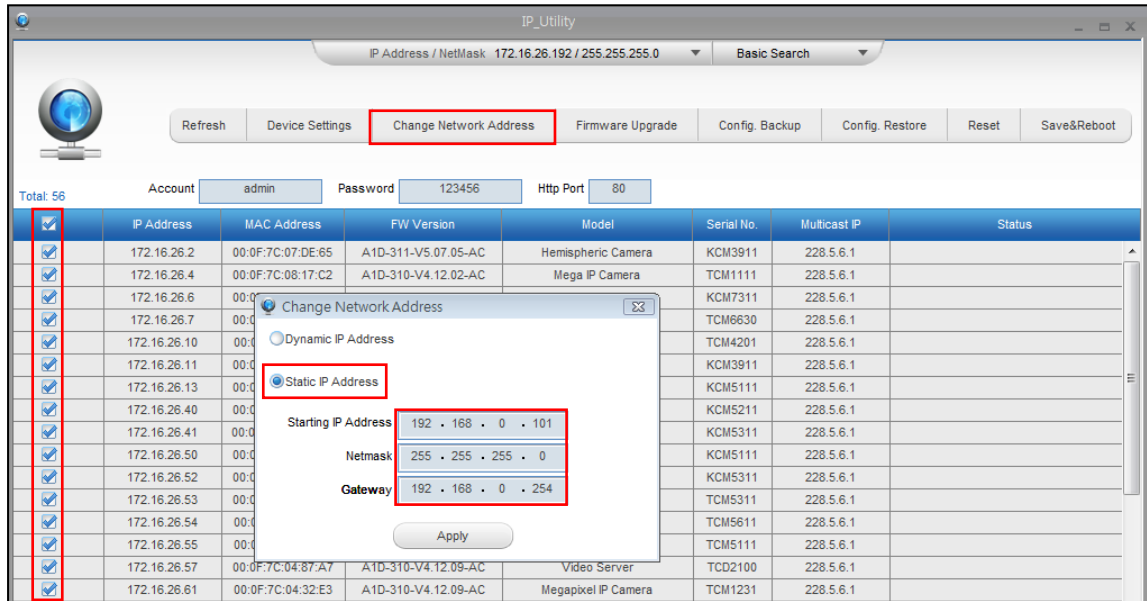 IP_Utility
IP Address / NetMask 172.16.26.192 / 255.255.255.0 Basic Search
Refresh Device Settings Change Network Address Firmware Upgrade Config. Backup Config. Restore Reset Save&Reboot
Total: 56 Account admin Password 123456 Http Port 80
IP Address MAC Address FW Version Model Serial No. Multicast IP Status
172.16.26.2 00:0F:7C:07:DE:65 A1D-311-V5.07.05-AC Hemispheric Camera KCM3911 228.5.6.1
172.16.26.4 00:0F:7C:08:17:C2 A1D-310-V4.12.02-AC Mega IP Camera TCM1111 228.5.6.1
172.16.26.6 KCM7311 228.5.6.1
172.16.26.7 TCM6630 228.5.6.1
172.16.26.10 TCM4201 228.5.6.1
172.16.26.11 KCM3911 228.5.6.1
172.16.26.13 KCM5111 228.5.6.1
172.16.26.40 KCM5211 228.5.6.1
172.16.26.41 KCM5311 228.5.6.1
172.16.26.50 KCM5111 228.5.6.1
172.16.26.52 KCM5311 228.5.6.1
172.16.26.53 TCM5311 228.5.6.1
172.16.26.54 TCM5611 228.5.6.1
172.16.26.55 TCM5111 228.5.6.1
172.16.26.57 00:0F:7C:04:87:A7 A1D-310-V4.12.09-AC Video Server TCD2100 228.5.6.1
172.16.26.61 00:0F:7C:04:32:E3 A1D-310-V4.12.09-AC Megapixel IP Camera TCM1231 228.5.6.1
Change Network Address
Dynamic IP Address
Static IP Address
Starting IP Address 192 . 168 . 0 . 101
Netmask 255 . 255 . 255 . 0
Gateway 192 . 168 . 0 . 254
Apply